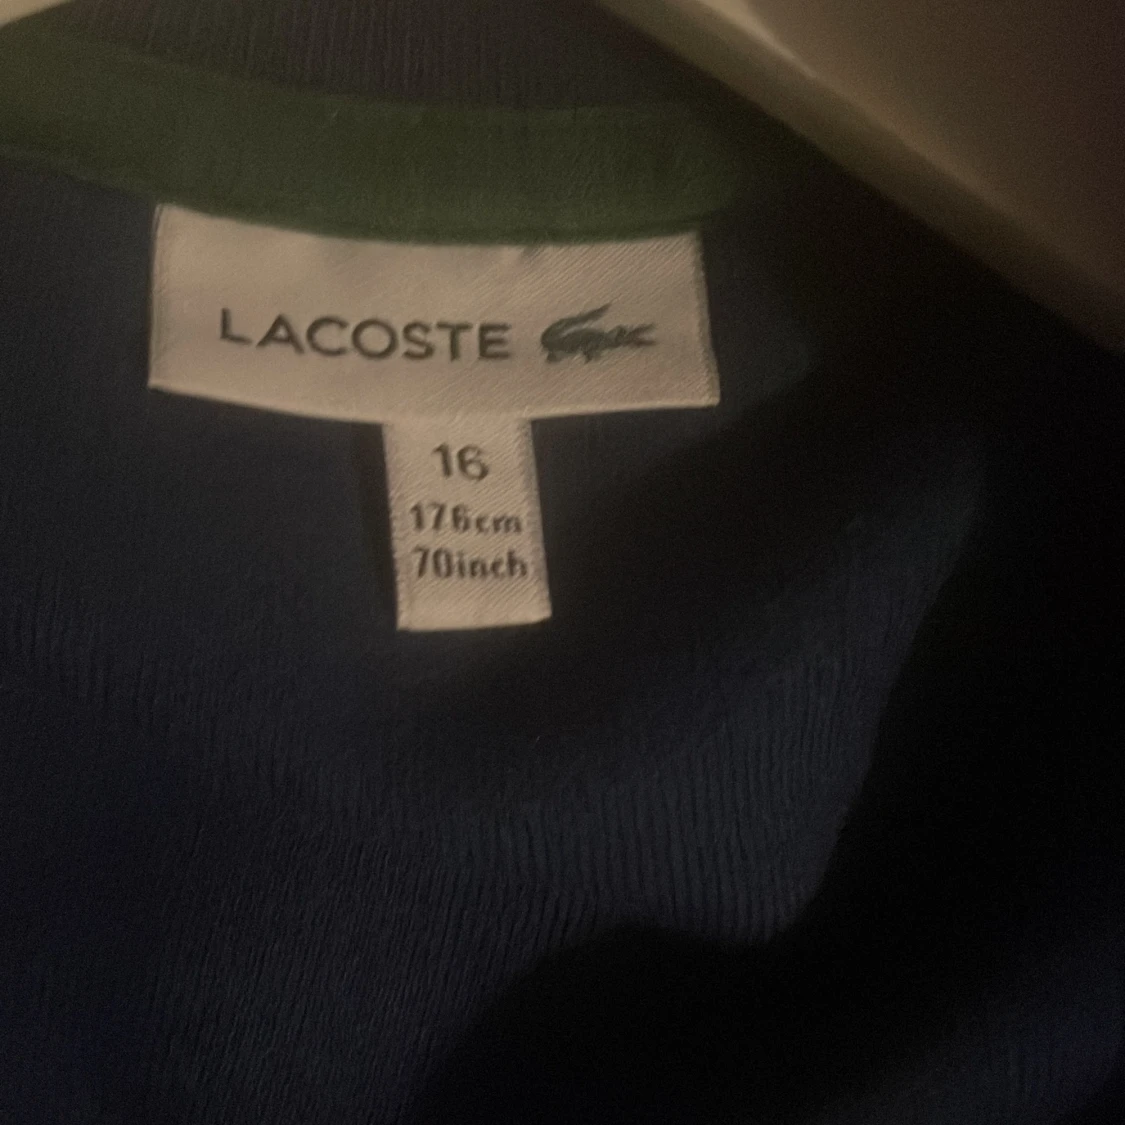 LACOSTE
16
176cm
70inch